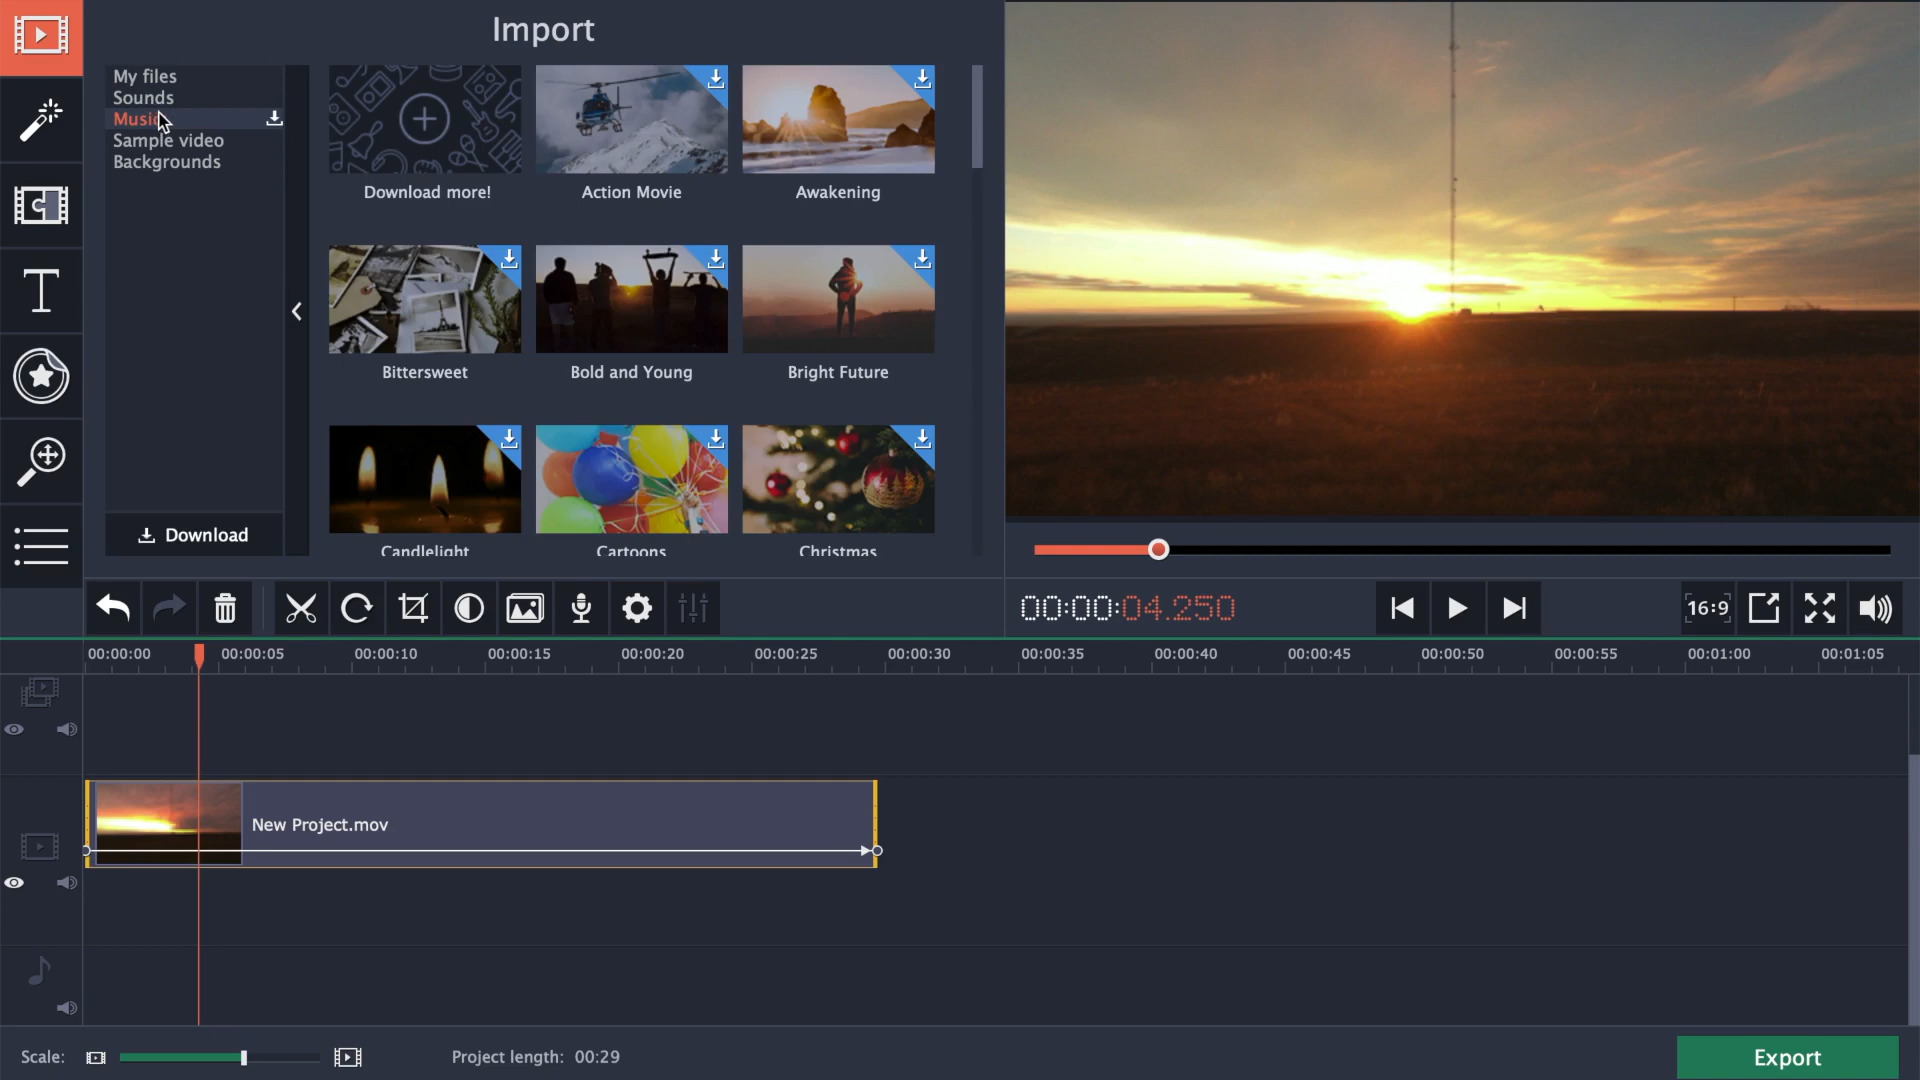 Import
My files
Sounds
Music
Sample video
Backgrounds
Download
Download more!
Action Movie
Awakening
Bittersweet
Bold and Young
Bright Future
Candlelight
Cartoons
Christmas
00:00:04.250
16:9
00:00:00 00:00:05 00:00:10 00:00:15 00:00:20 00:00:25 00:00:30 00:00:35 00:00:40 00:00:45 00:00:50 00:00:55 00:01:00 00:01:05
New Project.mov
Scale:
Project length: 00:29
Export